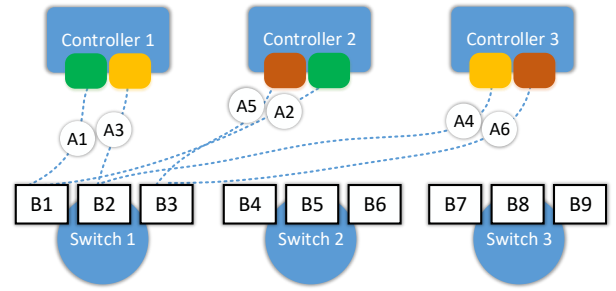 Controller 1
Controller 2
Controller 3
A1
A3
A5
A2
A4
A6
B1
B2
B3
B4
B5
B6
B7
B8
B9
Switch 1
Switch 2
Switch 3